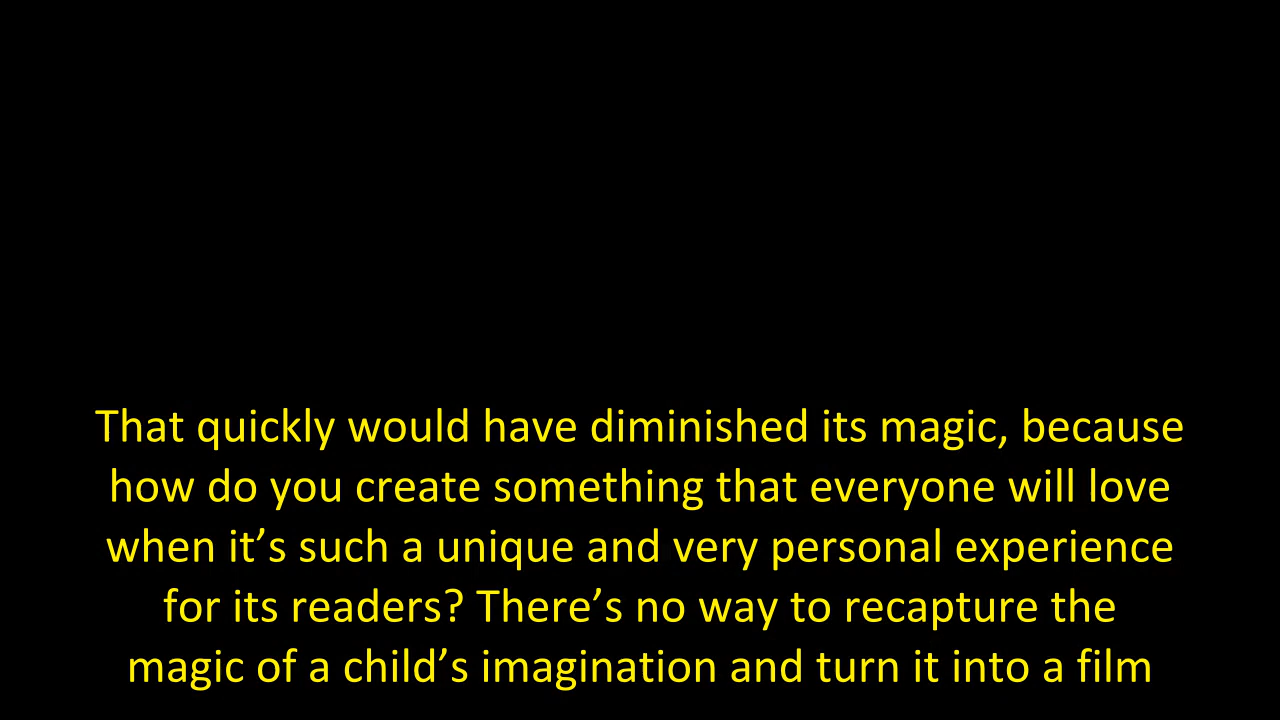 That quickly would have diminished its magic, because
how do you create something that everyone will love
when it’s such a unique and very personal experience
for its readers? There’s no way to recapture the
magic of a child’s imagination and turn it into a film